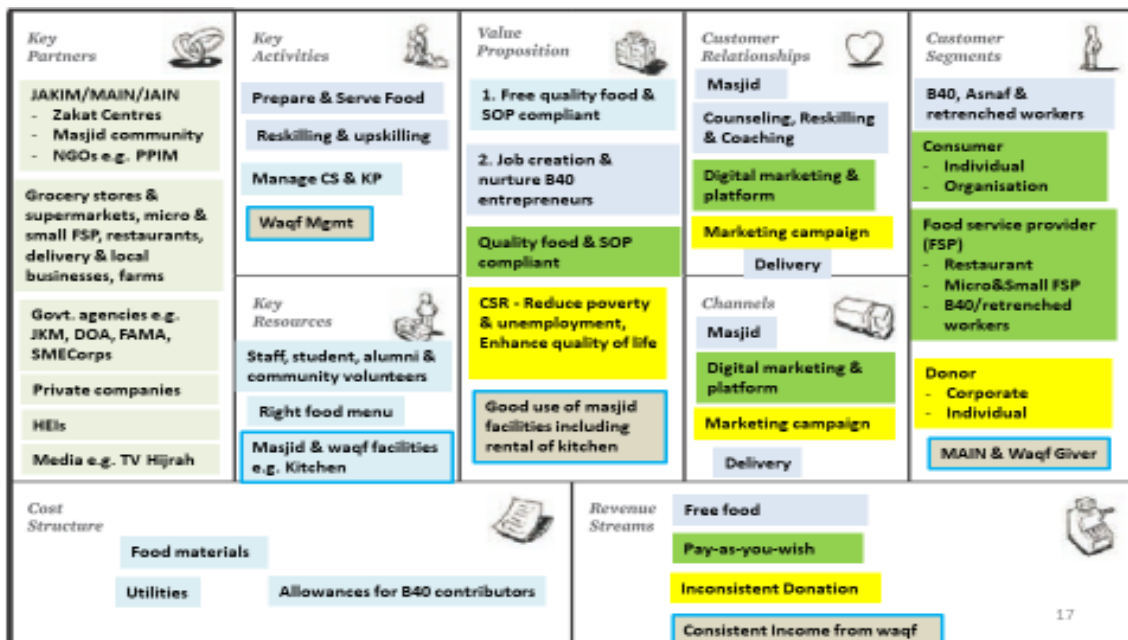 Key
Partners
JAKIM/MAIN/JAIN
- Zakat Centres
- Masjid community
- NGOs e.g. PPIM
Grocery stores &
supermarkets, micro &
small FSP, restaurants,
delivery & local
businesses, farms
Govt. agencies e.g.
JKM, DOA, FAMA,
SMECorps
Private companies
HEIs
Media e.g. TV Hijrah
Key
Activities
Prepare & Serve Food
Reskilling & upskilling
Manage CS & KP
Waqf Mgmt
Key
Resources
Staff, student, alumni &
community volunteers
Right food menu
Masjid & waqf facilities
e.g. Kitchen
Value
Proposition
1. Free quality food &
SOP compliant
2. Job creation &
nurture B40
entrepreneurs
Quality food & SOP
compliant
CSR - Reduce poverty
& unemployment,
Enhance quality of life
Good use of masjid
facilities including
rental of kitchen
Customer
Relationships
Masjid
Counseling, Reskilling
& Coaching
Digital marketing &
platform
Marketing campaign
Delivery
Channels
Masjid
Digital marketing &
platform
Marketing campaign
Delivery
Customer
Segments
B40, Asnaf &
retrenched workers
Consumer
- Individual
- Organisation
Food service provider
(FSP)
- Restaurant
- Micro&Small FSP
- B40/retrenched
workers
Donor
- Corporate
- Individual
MAIN & Waqf Giver
Cost
Structure
Food materials
Utilities
Allowances for B40 contributors
Revenue
Streams
Free food
Pay-as-you-wish
Inconsistent Donation
Consistent Income from waqf
17